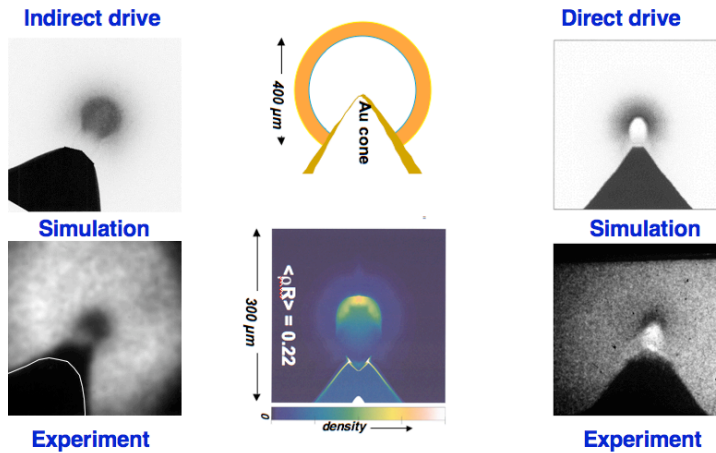 Indirect drive
Direct drive
400 µm
Au cone
Simulation
Simulation
300 µm
<ρR> = 0.22
0
density
Experiment
Experiment